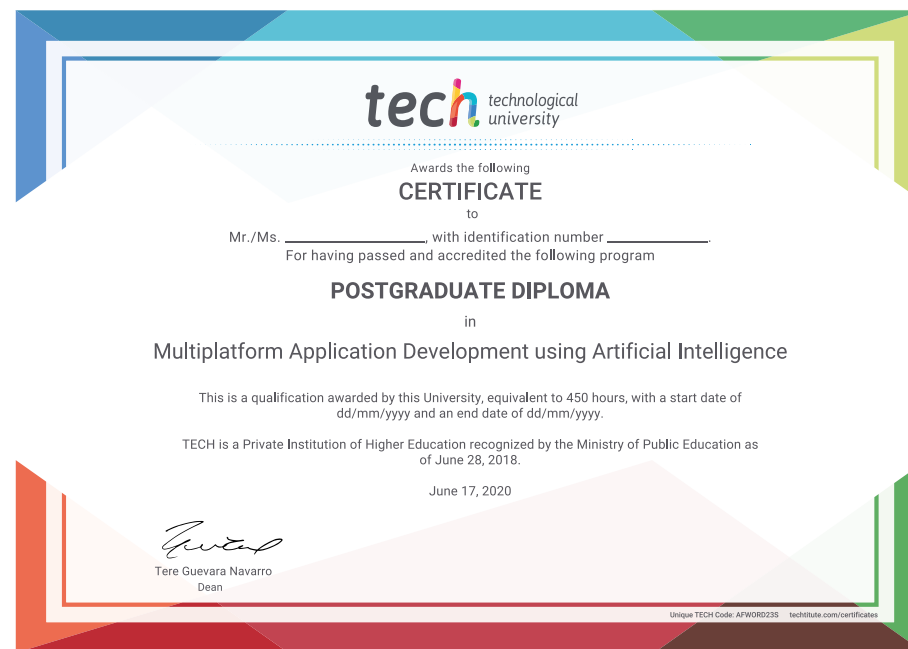 tech technological
university
Awards the following
CERTIFICATE
to
Mr./Ms. ____________________, with identification number ______________.
For having passed and accredited the following program
POSTGRADUATE DIPLOMA
in
Multiplatform Application Development using Artificial Intelligence
This is a qualification awarded by this University, equivalent to 450 hours, with a start date of
dd/mm/yyyy and an end date of dd/mm/yyyy.
TECH is a Private Institution of Higher Education recognized by the Ministry of Public Education as
of June 28, 2018.
June 17, 2020
Tere Guevara Navarro
Dean
Unique TECH Code: AFWORD23S techtitute.com/certificates